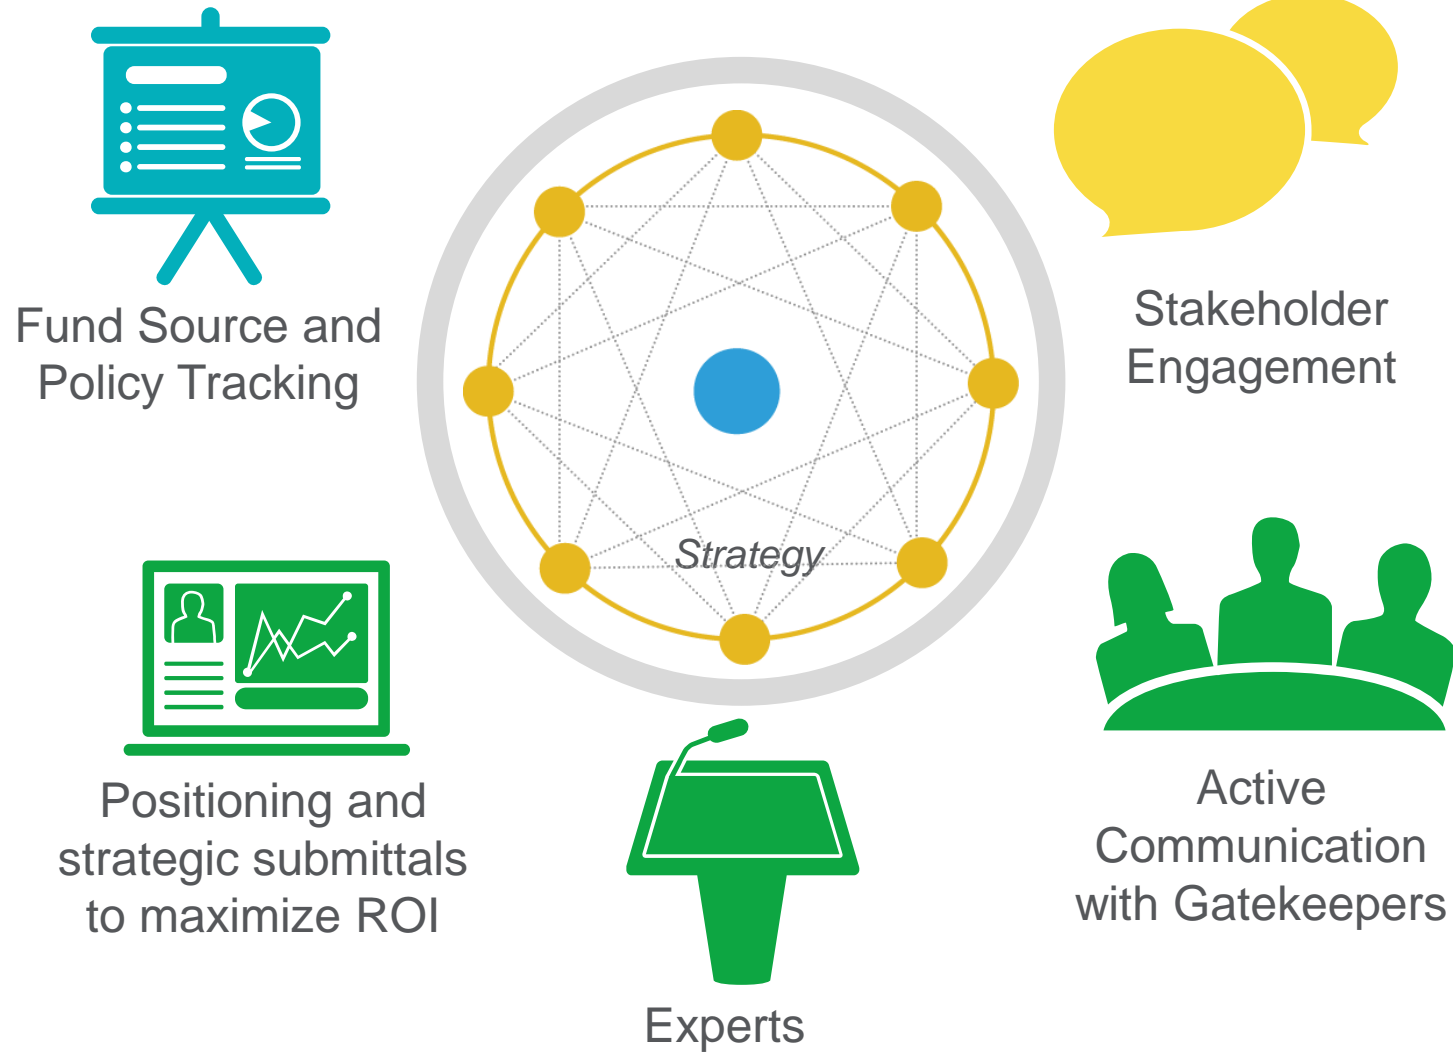 Fund Source and
Policy Tracking
Stakeholder
Engagement
Strategy
Positioning and
strategic submittals
to maximize ROI
Active
Communication
with Gatekeepers
Experts